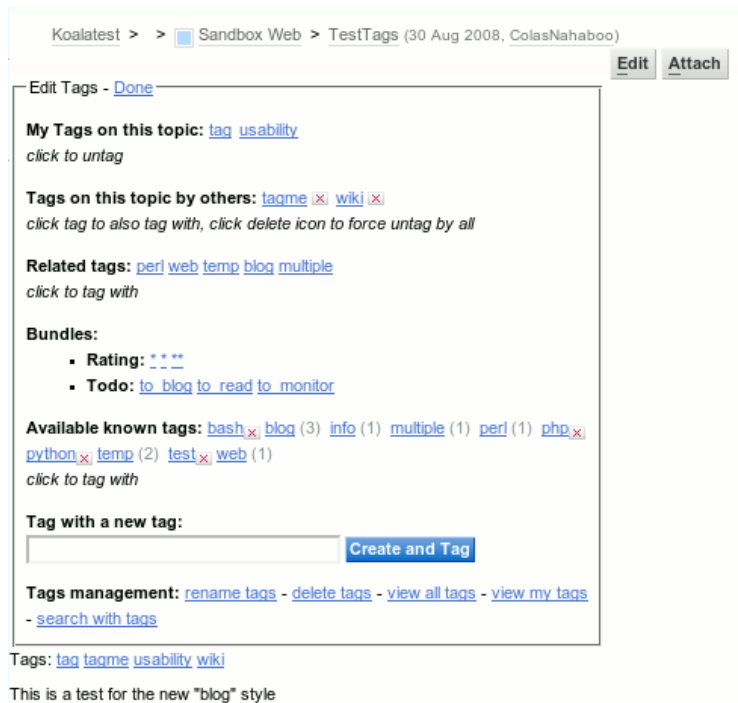 Koalatest > > Sandbox Web > TestTags (30 Aug 2008, ColasNahaboo)
Edit Attach
Edit Tags - Done
My Tags on this topic: tag usability
click to untag
Tags on this topic by others: tagme wiki
click tag to also tag with, click delete icon to force untag by all
Related tags: perl web temp blog multiple
click to tag with
Bundles:
▪ Rating: * * **
▪ Todo: to_blog to_read to_monitor
Available known tags: bash blog (3) info (1) multiple (1) perl (1) php
python temp (2) test web (1)
click to tag with
Tag with a new tag:
Create and Tag
Tags management: rename tags - delete tags - view all tags - view my tags
- search with tags
Tags: tag tagme usability wiki
This is a test for the new "blog" style